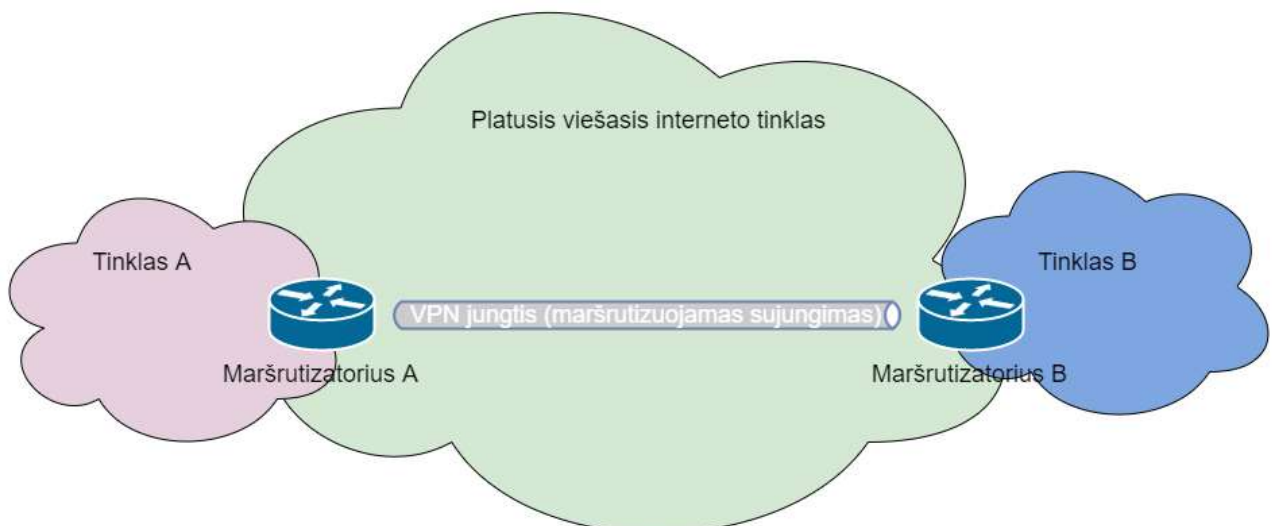 Platusis viešasis interneto tinklas
Tinklas A
Tinklas B
VPN jungtis (maršrutizuojamas sujungimas)
Maršrutizatorius A
Maršrutizatorius B